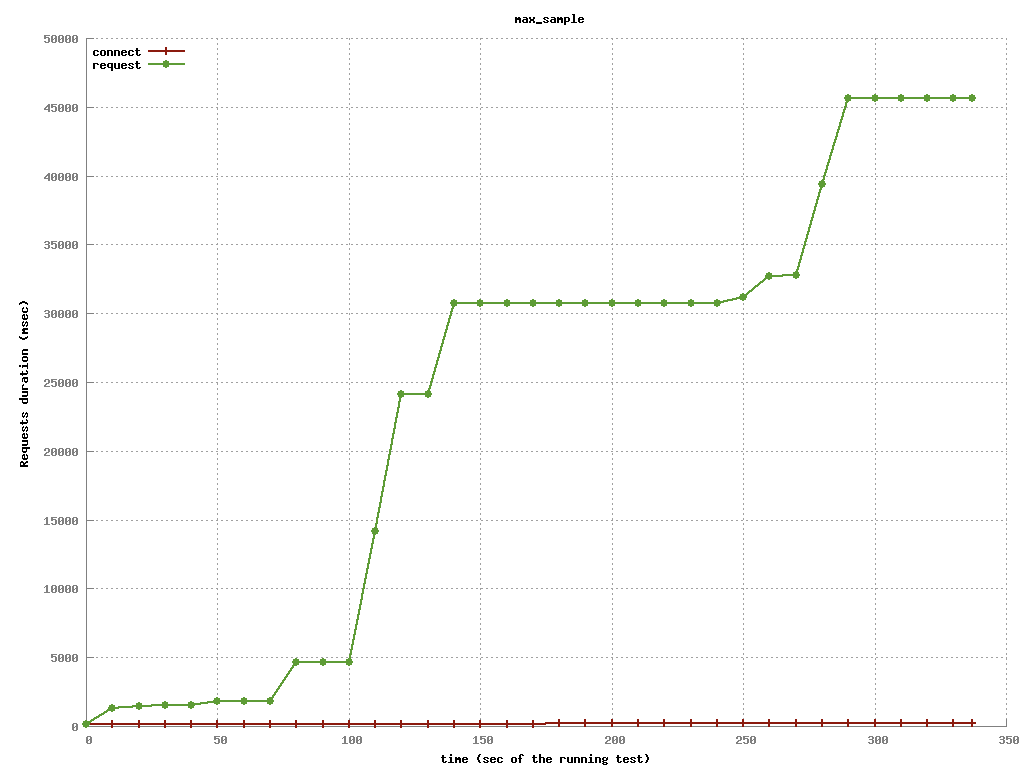 max_sample
connect
request
50000
45000
40000
35000
30000
25000
20000
15000
10000
5000
0
Requests duration (msec)
0 50 100 150 200 250 300 350
time (sec of the running test)